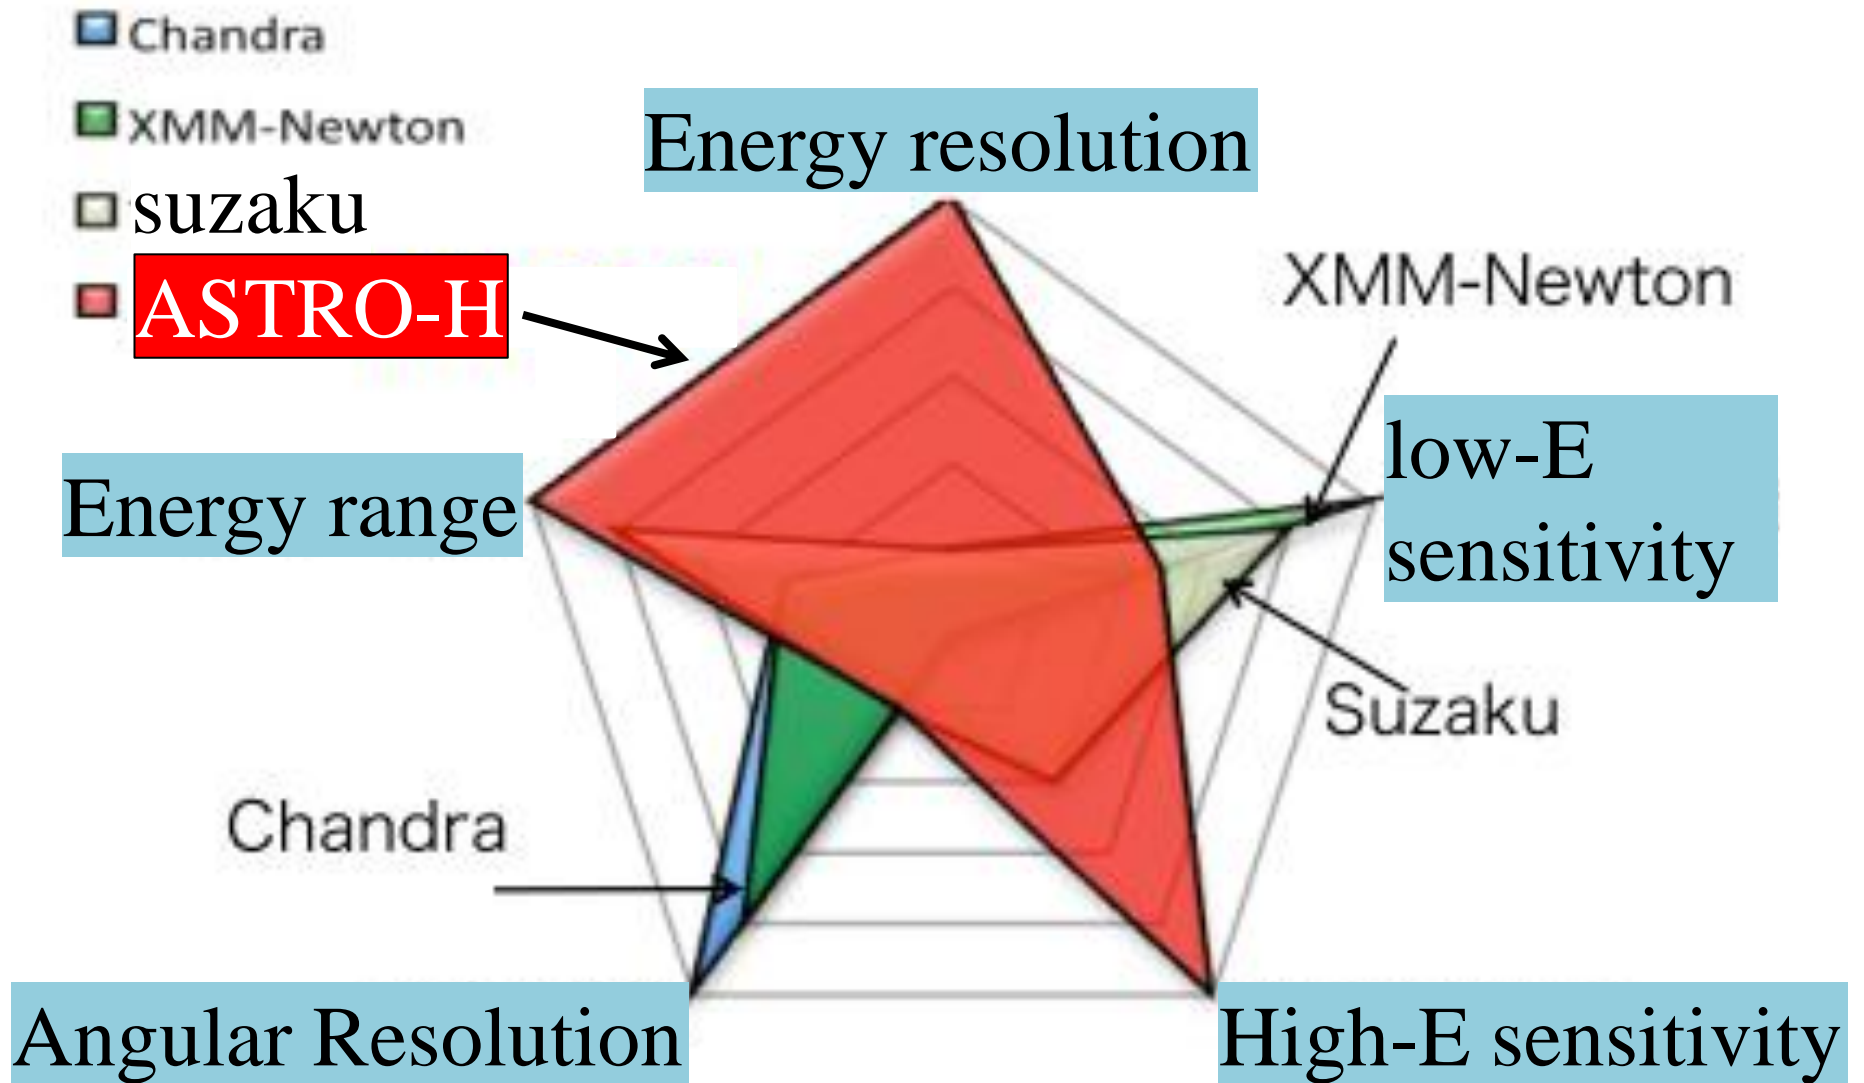 Chandra
XMM-Newton
suzaku
ASTRO-H
Energy resolution
XMM-Newton
low-E
sensitivity
Energy range
Suzaku
Chandra
Angular Resolution
High-E sensitivity